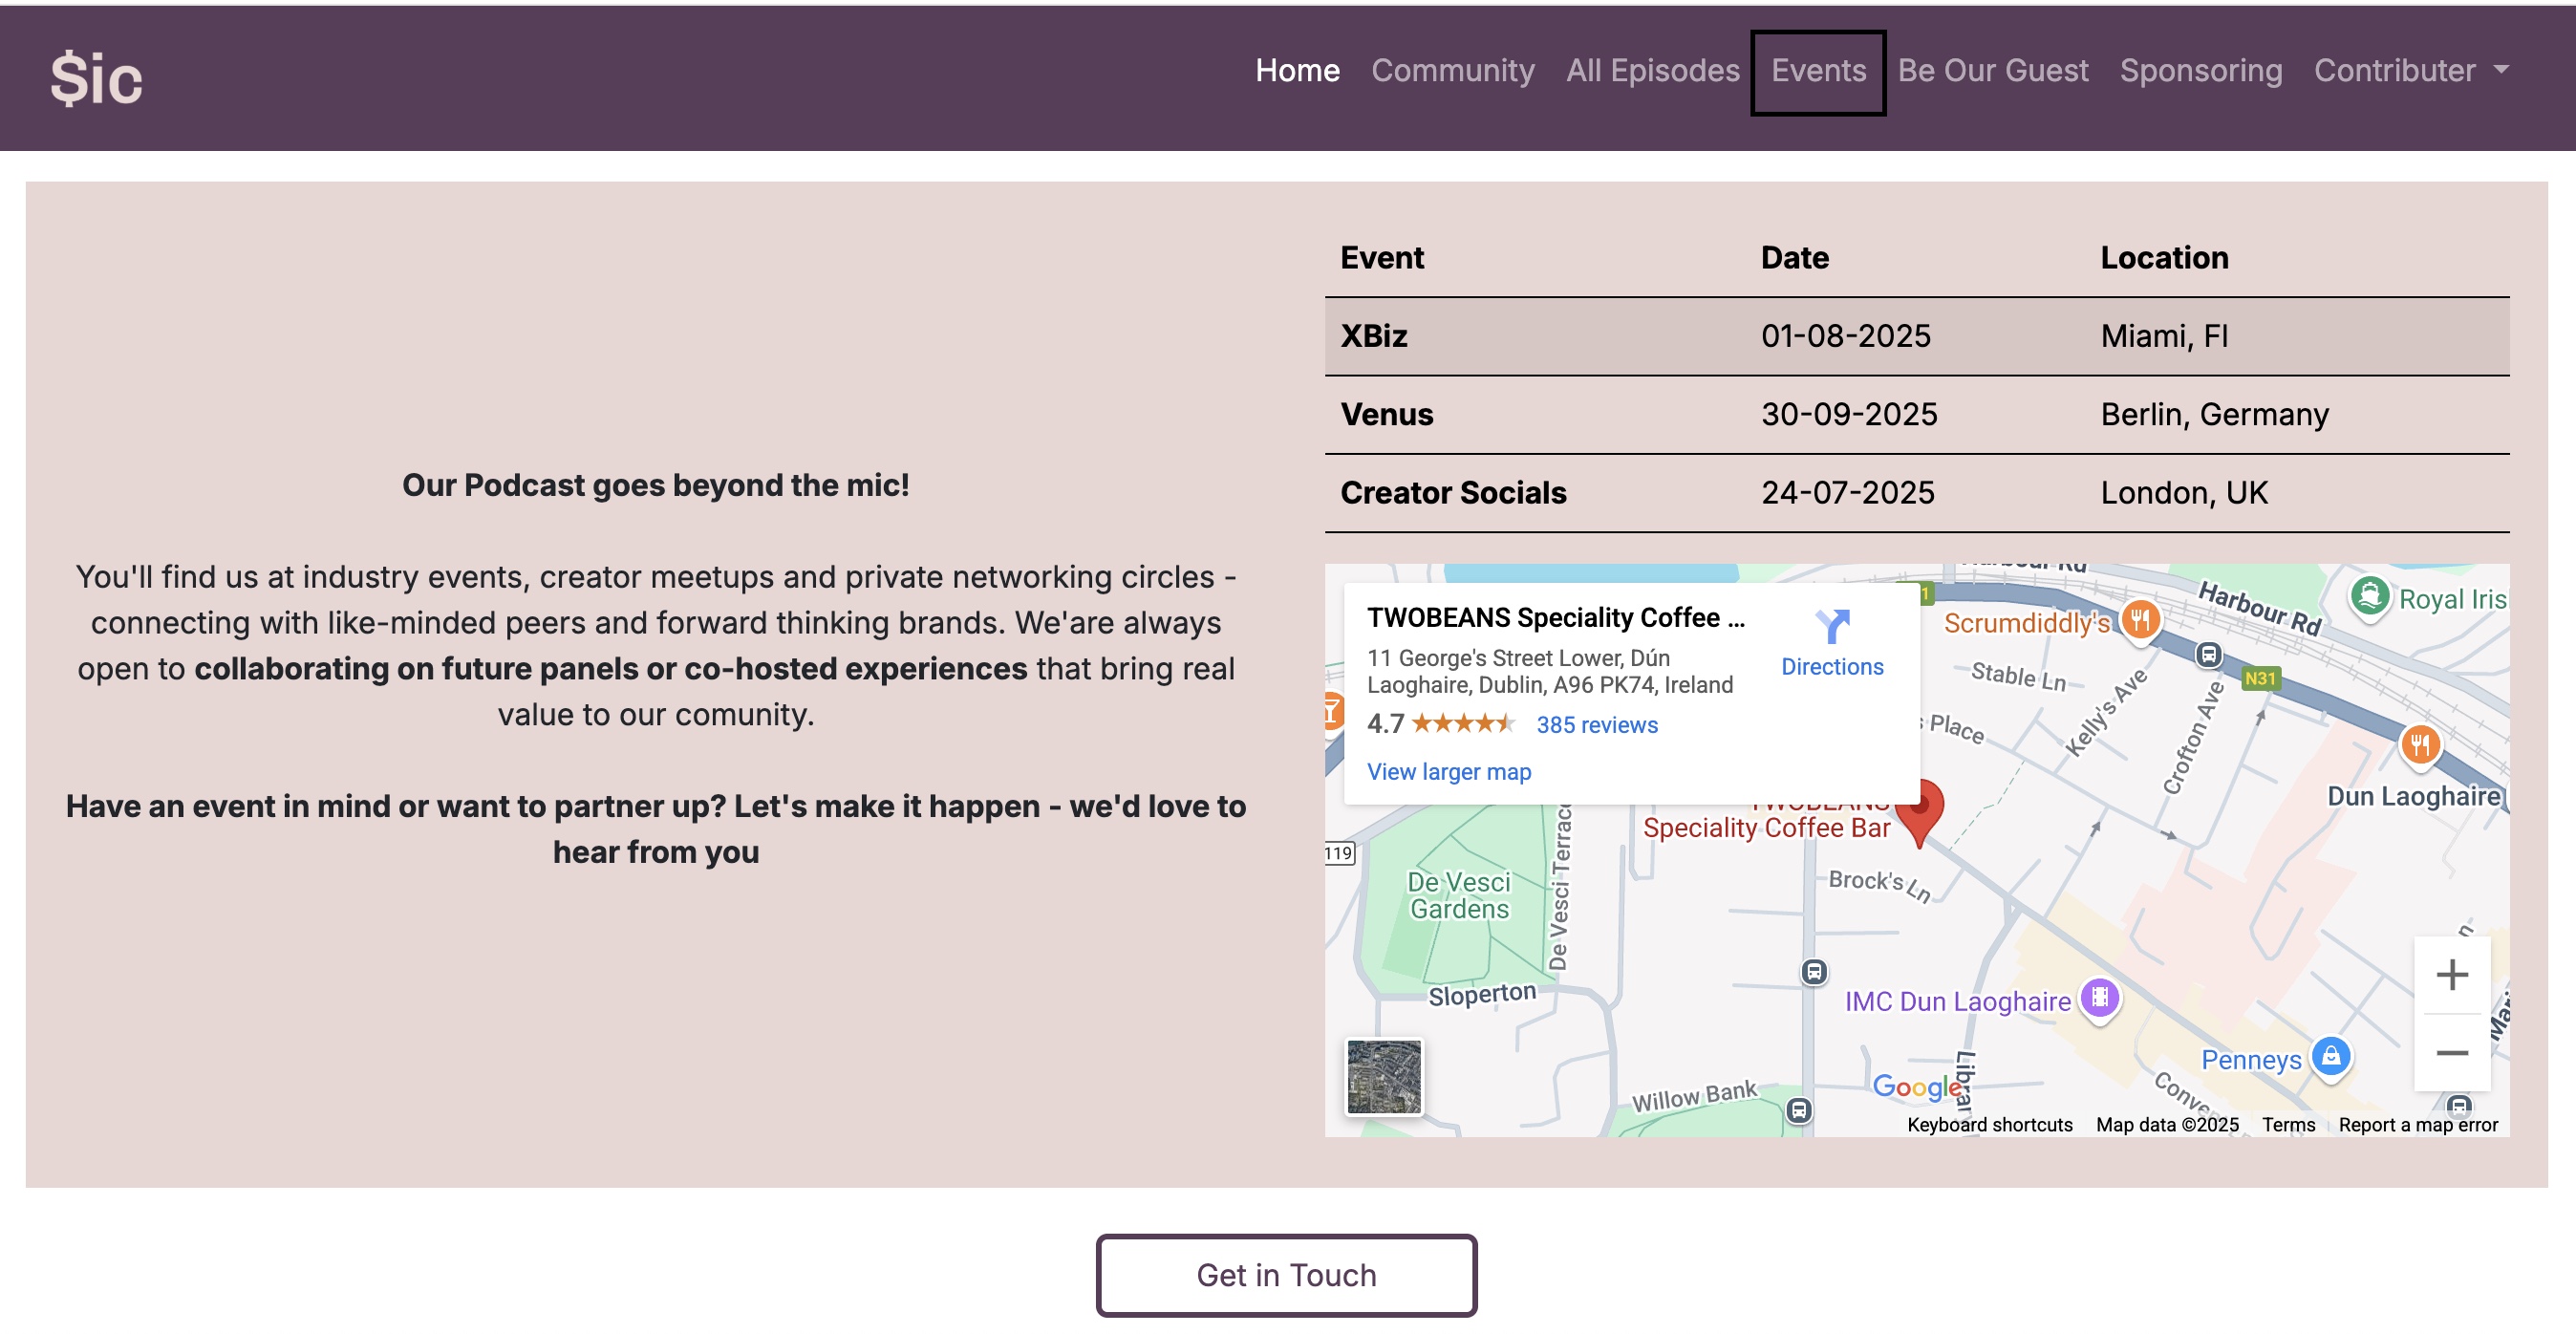 $ic
Home Community All Episodes Events Be Our Guest Sponsoring Contributer
Our Podcast goes beyond the mic!
You'll find us at industry events, creator meetups and private networking circles -
connecting with like-minded peers and forward thinking brands. We'are always
open to collaborating on future panels or co-hosted experiences that bring real
value to our comunity.
Have an event in mind or want to partner up? Let's make it happen - we'd love to
hear from you
Event Date Location
XBiz 01-08-2025 Miami, Fl
Venus 30-09-2025 Berlin, Germany
Creator Socials 24-07-2025 London, UK
TWOBEANS Speciality Coffee ...
11 George's Street Lower, Dún
Laoghaire, Dublin, A96 PK74, Ireland
4.7 385 reviews
View larger map
Directions
Harbour Rd
Harbour Rd
Royal Iris
Scrumdiddly's
Stable Ln
N31
Place
Kelly's Ave
Crofton Ave
Dun Laoghaire
TWOBEANS
Speciality Coffee Bar
119
De Vesci
Gardens
De Vesci Terrace
Brock's Ln
Sloperton
IMC Dun Laoghaire
Penneys
Willow Bank
Google
Keyboard shortcuts Map data ©2025 Terms Report a map error
Get in Touch